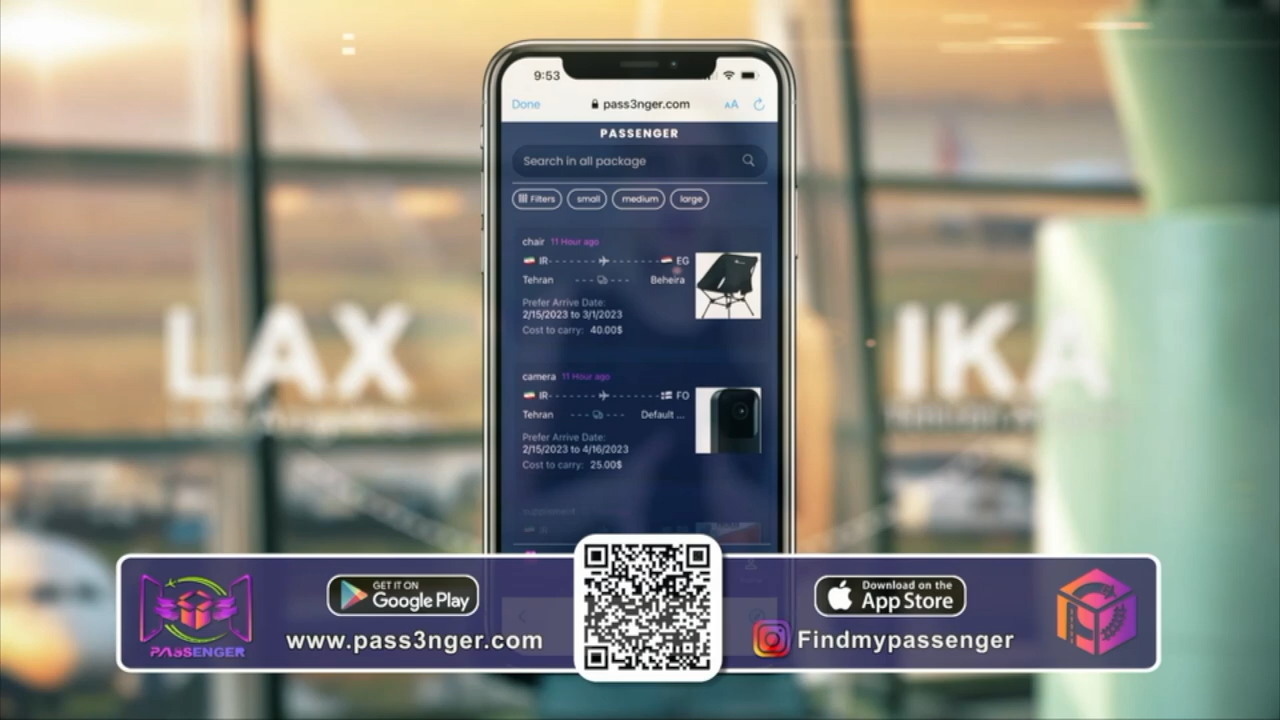 9:53
Done
pass3nger.com
AA
PASSENGER
Search in all package
Filters
small
medium
large
chair 11 Hour ago
IR
EG
Tehran
Beheira
Prefer Arrive Date:
2/15/2023 to 3/1/2023
Cost to carry: 40.00$
camera 11 Hour ago
IR
FO
Tehran
Default ...
Prefer Arrive Date:
2/15/2023 to 4/16/2023
Cost to carry: 25.00$
supplement
LAX
IKA
PASSENGER
GET IT ON
Google Play
www.pass3nger.com
Download on the
App Store
Findmypassenger